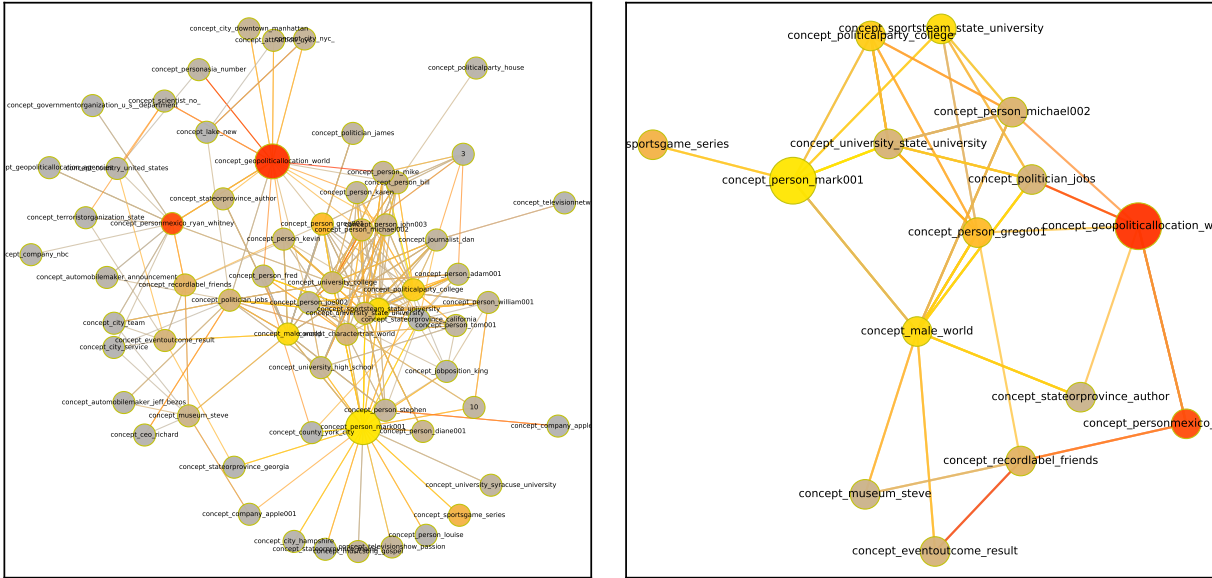 concept_city_downtown_manhattan
concept_city_nyc_
concept_personasia_number
concept_politicalparty_house
concept_scientist_no_
concept_governmentorganization_u_s__department
concept_lake_new
concept_politician_james
3
concept_geopoliticallocation_world
concept_person_mike
concept_person_bill
concept_person_karen
concept_stateorprovince_author
concept_terroristorganization_state
concept_personmexico_ryan_whitney
concept_person_greg001
concept_person_john003
concept_person_michael002
concept_televisionnetw
concept_person_kevin
concept_journalist_dan
pt_company_nbc
concept_automobilemaker_announcement
concept_recordlabel_friends
concept_person_fred
concept_university_college
concept_person_adam001
concept_politicalparty_college
concept_politician_jobs
concept_person_joe002
concept_person_william001
concept_sportsteam_state_university
concept_university_state_university
concept_stateorprovince_california
concept_person_tom001
concept_city_team
concept_male_world
concept_charactertrait_world
concept_eventoutcome_result
concept_city_service
concept_university_high_school
concept_jobposition_king
concept_automobilemaker_jeff_bezos
concept_museum_steve
concept_person_stephen
10
concept_person_mark001
concept_county_york_city
concept_person_diane001
concept_company_apple
concept_ceo_richard
concept_stateorprovince_georgia
concept_university_syracuse_university
concept_company_apple001
concept_sportsgame_series
concept_city_hampshire
concept_person_louise
concept_televisionshow_passion
concept_sportsteam_state_university
concept_politicalparty_college
concept_person_michael002
sportsgame_series
concept_university_state_university
concept_person_mark001
concept_politician_jobs
concept_person_greg001
concept_geopoliticallocation_w
concept_male_world
concept_stateorprovince_author
concept_personmexico_
concept_recordlabel_friends
concept_museum_steve
concept_eventoutcome_result